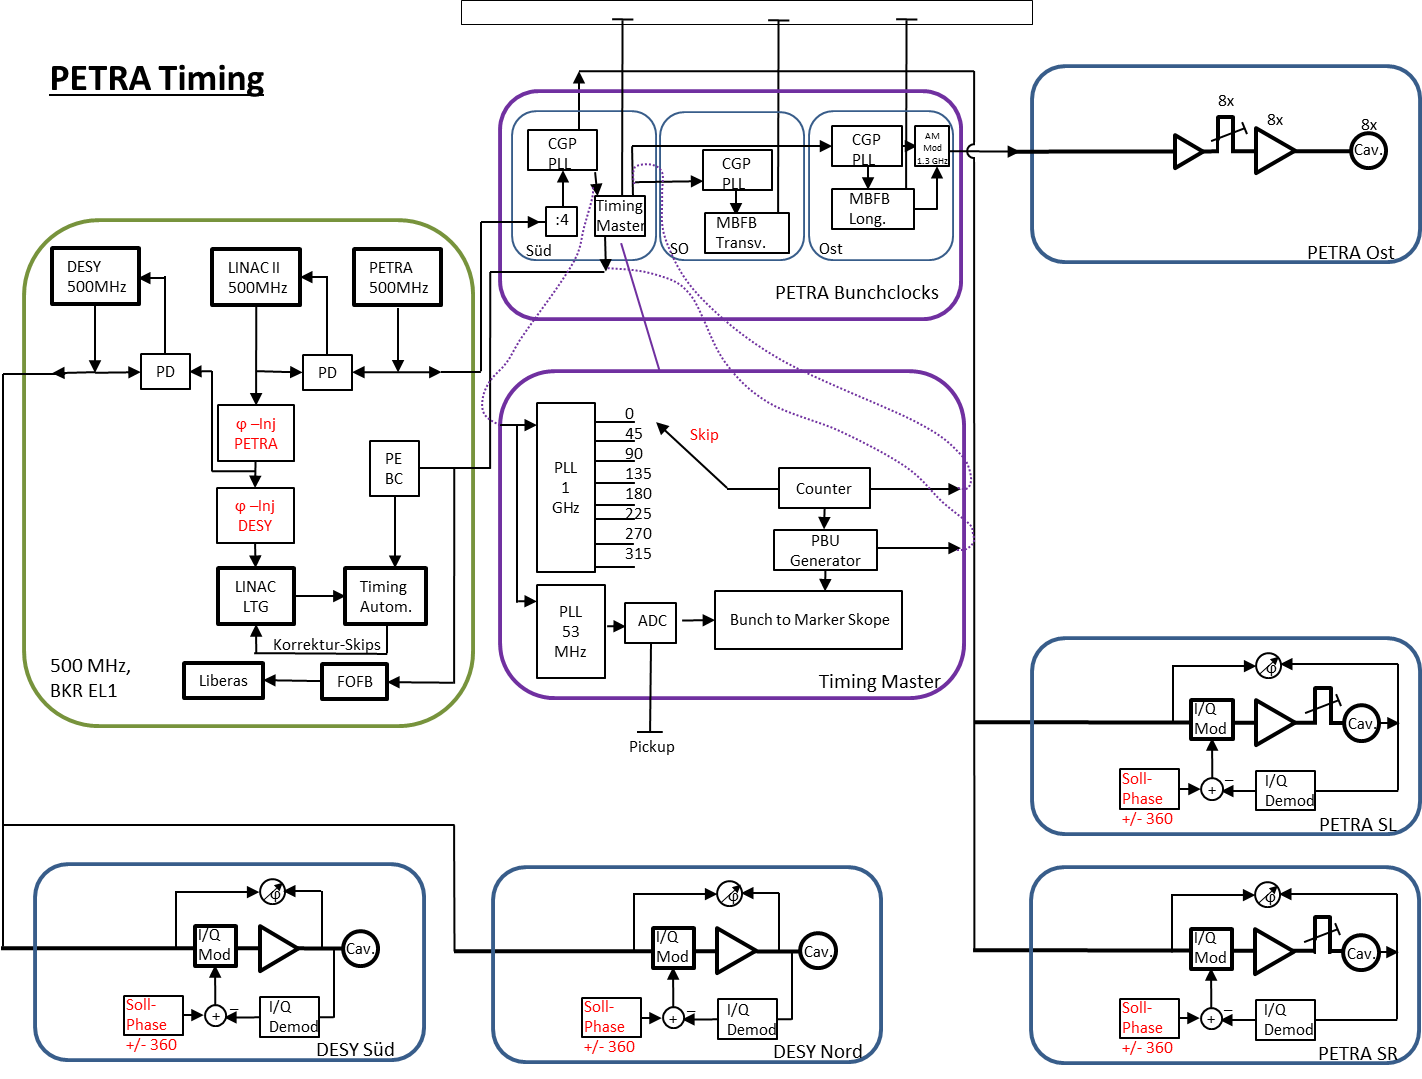 PETRA Timing
8x
8x
8x
Cav.
PETRA Ost
CGP
PLL
:4
Timing
Master
Süd
CGP
PLL
MBFB
Transv.
SO
CGP
PLL
AM
Mod
1.3 GHz
MBFB
Long.
Ost
PETRA Bunchclocks
DESY
500MHz
LINAC II
500MHz
PETRA
500MHz
PD
PD
φ –Inj
PETRA
φ –Inj
DESY
PE
BC
LINAC
LTG
Timing
Autom.
Korrektur-Skips
Liberas
FOFB
500 MHz,
BKR EL1
PLL
1
GHz
0
45
90
135
180
225
270
315
Skip
Counter
PBU
Generator
PLL
53
MHz
ADC
Bunch to Marker Skope
Timing Master
Pickup
φ
I/Q
Mod
Cav.
Soll-
Phase
+/- 360
+
–
I/Q
Demod
PETRA SL
φ
I/Q
Mod
Cav.
Soll-
Phase
+/- 360
+
–
I/Q
Demod
DESY Süd
φ
I/Q
Mod
Cav.
Soll-
Phase
+/- 360
+
–
I/Q
Demod
DESY Nord
φ
I/Q
Mod
Cav.
Soll-
Phase
+/- 360
+
–
I/Q
Demod
PETRA SR